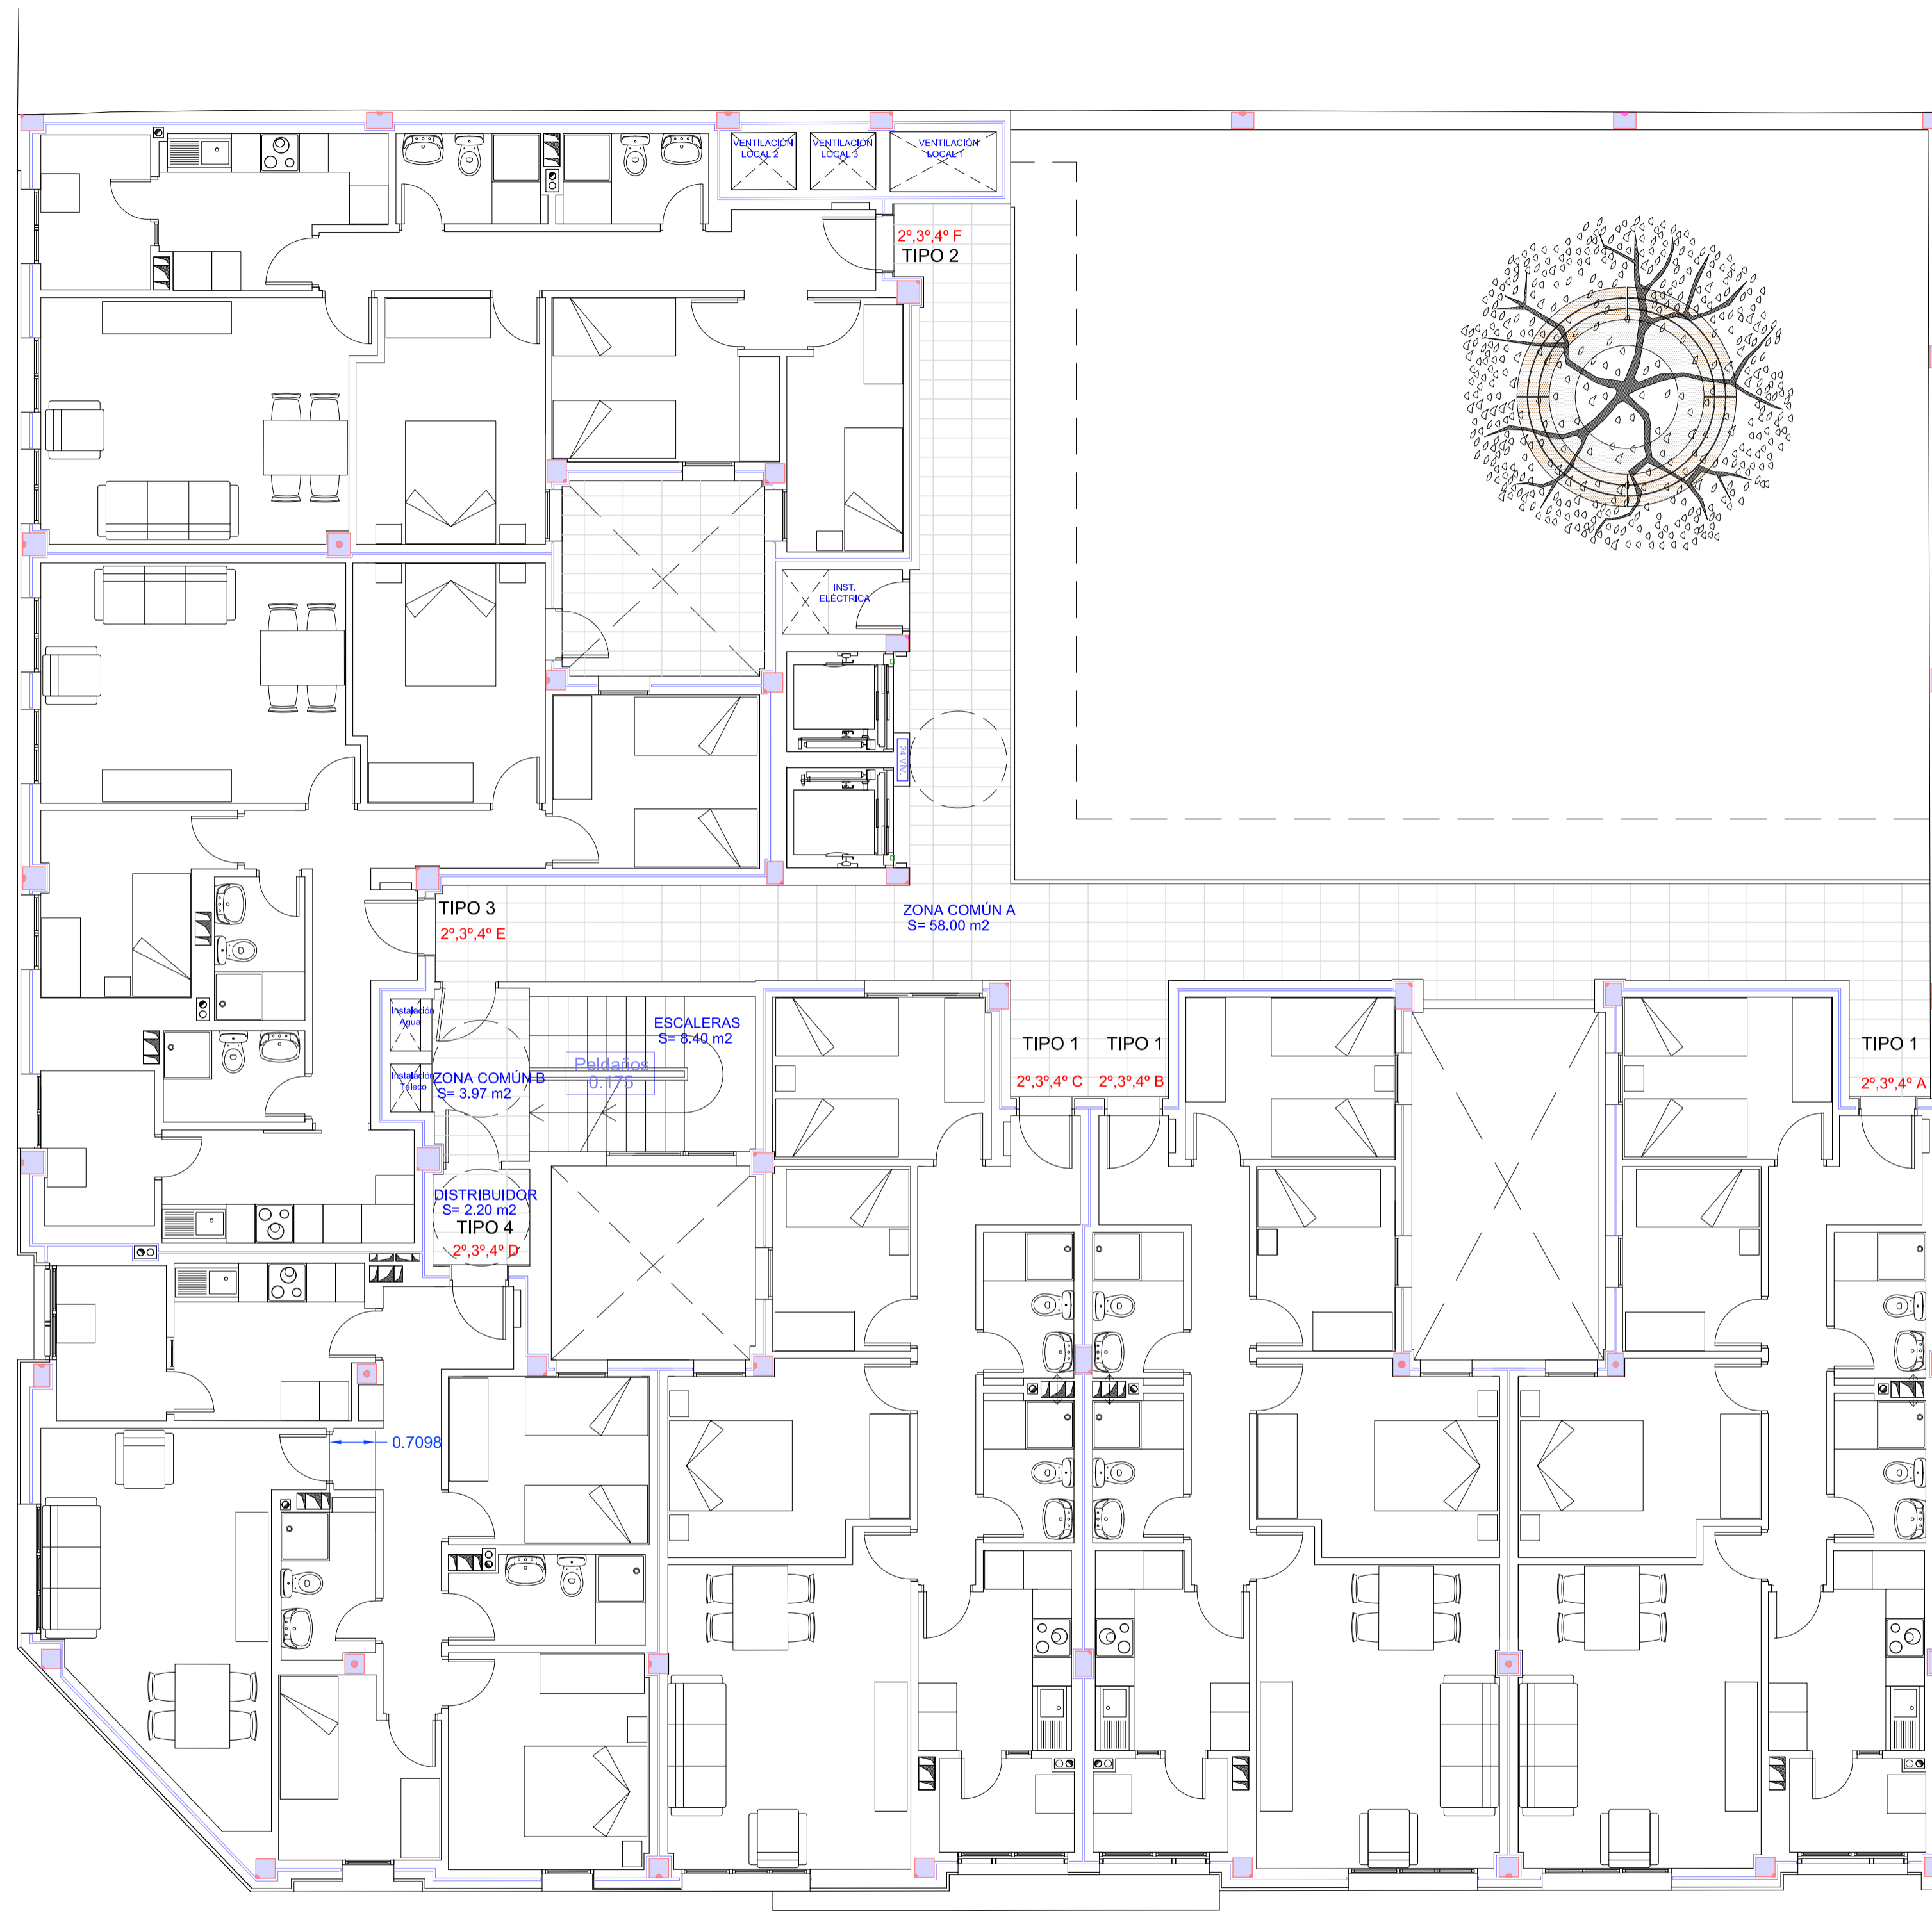 VENTILACIÓN
LOCAL 2
VENTILACIÓN
LOCAL 3
VENTILACIÓN
LOCAL 1
2º,3º,4º F
TIPO 2
INST.
ELÉCTRICA
24 VIV.
TIPO 3
2º,3º,4º E
ZONA COMÚN A
S= 58.00 m2
Instalación
Agua
ESCALERAS
S= 8.40 m2
Peldaños
0.175
Instalación
Teleco
ZONA COMÚN B
S= 3.97 m2
TIPO 1
2º,3º,4º C
TIPO 1
2º,3º,4º B
TIPO 1
2º,3º,4º A
DISTRIBUIDOR
S= 2.20 m2
TIPO 4
2º,3º,4º D
0.7098